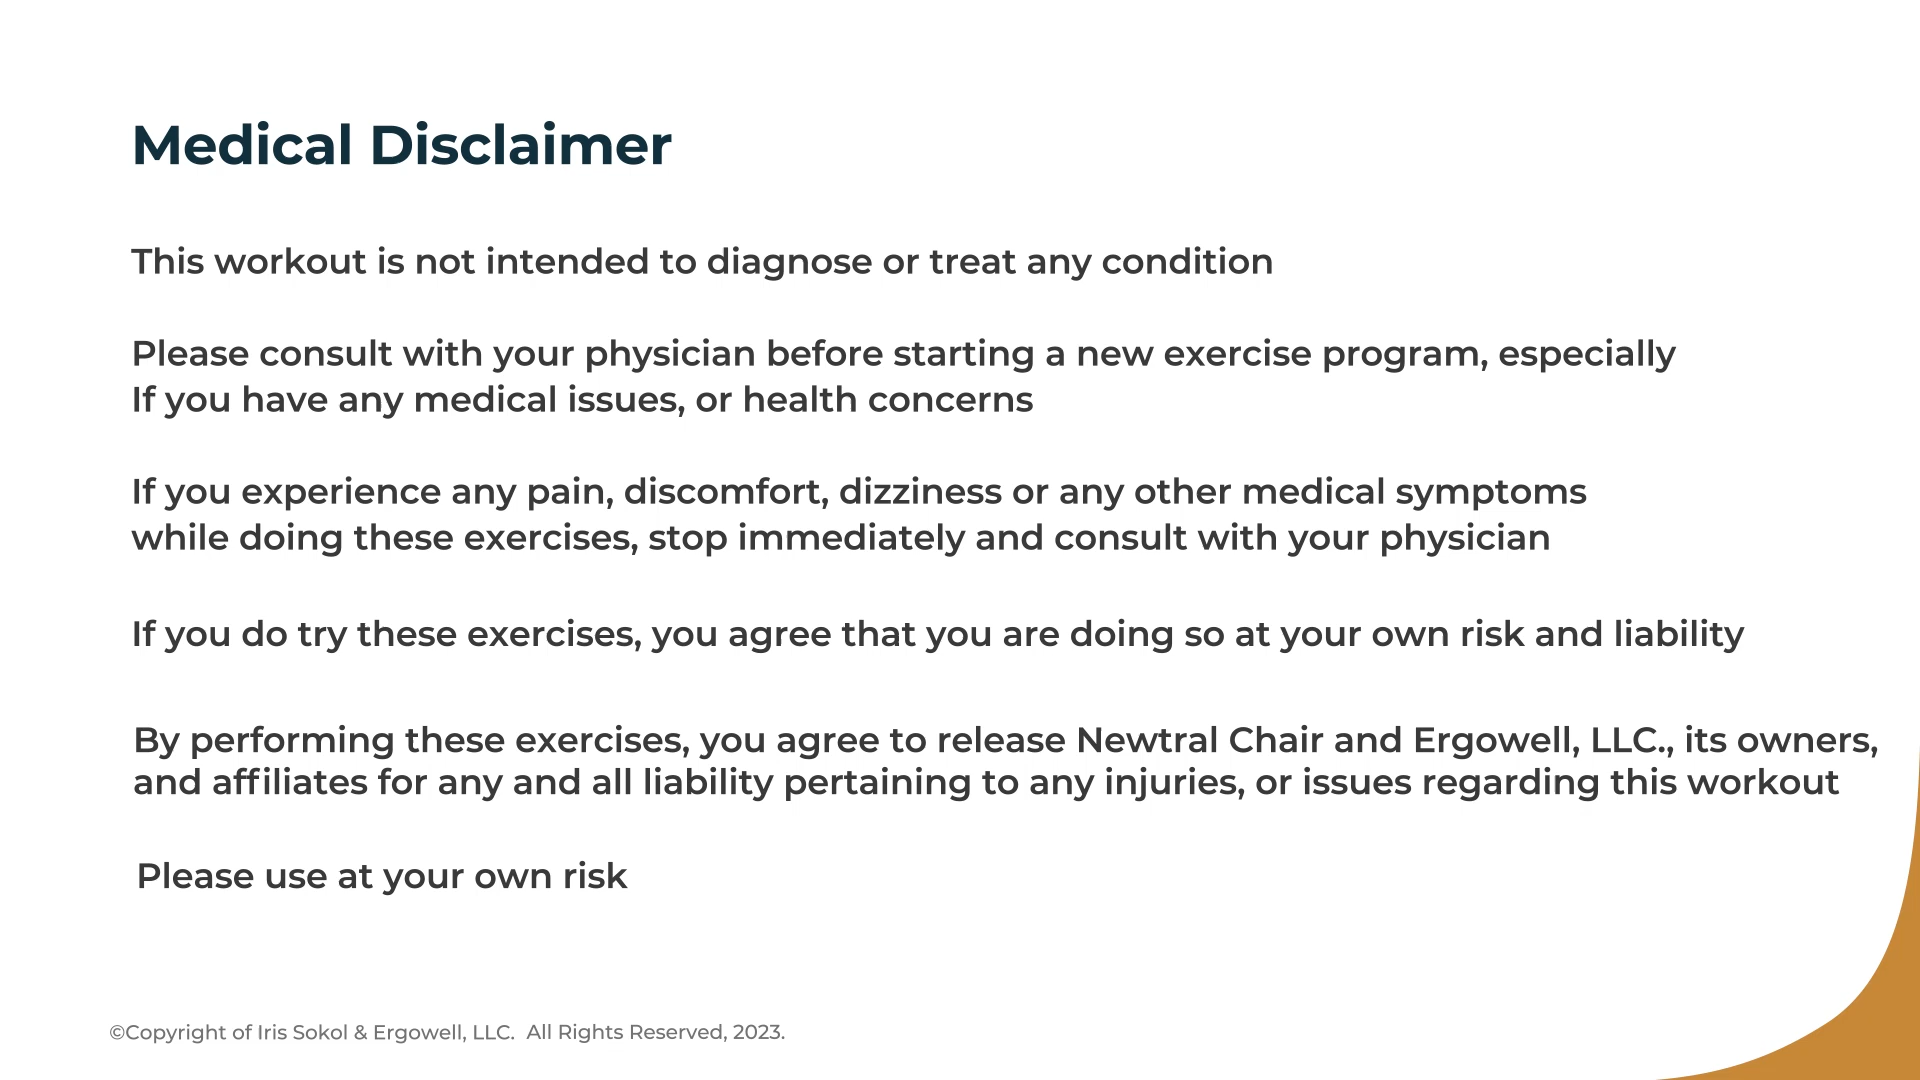 Medical Disclaimer
This workout is not intended to diagnose or treat any condition
Please consult with your physician before starting a new exercise program, especially
If you have any medical issues, or health concerns
If you experience any pain, discomfort, dizziness or any other medical symptoms
while doing these exercises, stop immediately and consult with your physician
If you do try these exercises, you agree that you are doing so at your own risk and liability
By performing these exercises, you agree to release Newtral Chair and Ergowell, LLC., its owners,
and affiliates for any and all liability pertaining to any injuries, or issues regarding this workout
Please use at your own risk
©Copyright of Iris Sokol & Ergowell, LLC.  All Rights Reserved, 2023.